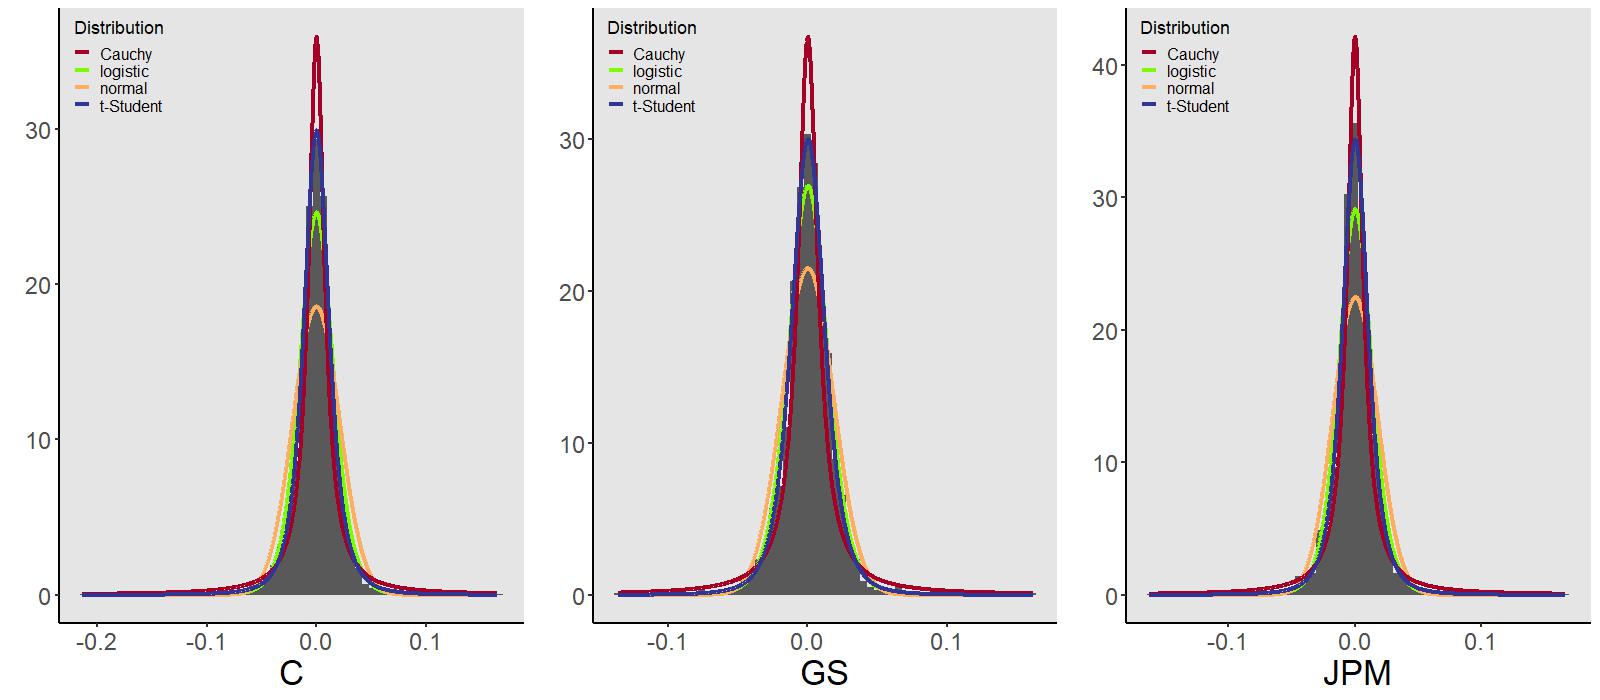 Distribution
Cauchy
logistic
normal
t-Student
30
20
10
0
-0.2 -0.1 0.0 0.1
C
Distribution
Cauchy
logistic
normal
t-Student
30
20
10
0
-0.1 0.0 0.1
GS
Distribution
Cauchy
logistic
normal
t-Student
40
30
20
10
0
-0.1 0.0 0.1
JPM